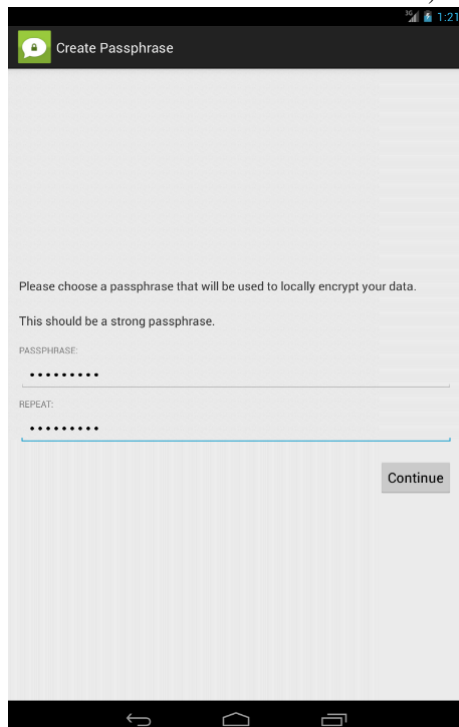 3G 1:21
Create Passphrase
Please choose a passphrase that will be used to locally encrypt your data.
This should be a strong passphrase.
PASSPHRASE:
•••••••••
REPEAT:
•••••••••
Continue